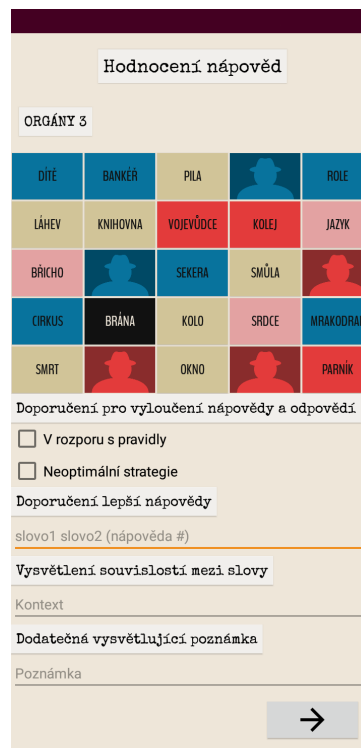 Hodnocení nápověd
ORGÁNY 3
DÍTĚ BANKÉŘ PILA ROLE
LÁHEV KNIHOVNA VOJEVŮDCE KOLEJ JAZYK
BŘICHO SEKERA SMŮLA
CIRKUS BRÁNA KOLO SRDCE MRAKODRA
SMRT OKNO PARNÍK
Doporučení pro vyloučení nápovědy a odpovědí
V rozporu s pravidly
Neoptimální strategie
Doporučení lepší nápovědy
slovo1 slovo2 (nápověda #)
Vysvětlení souvislostí mezi slovy
Kontext
Dodatečná vysvětlující poznámka
Poznámka